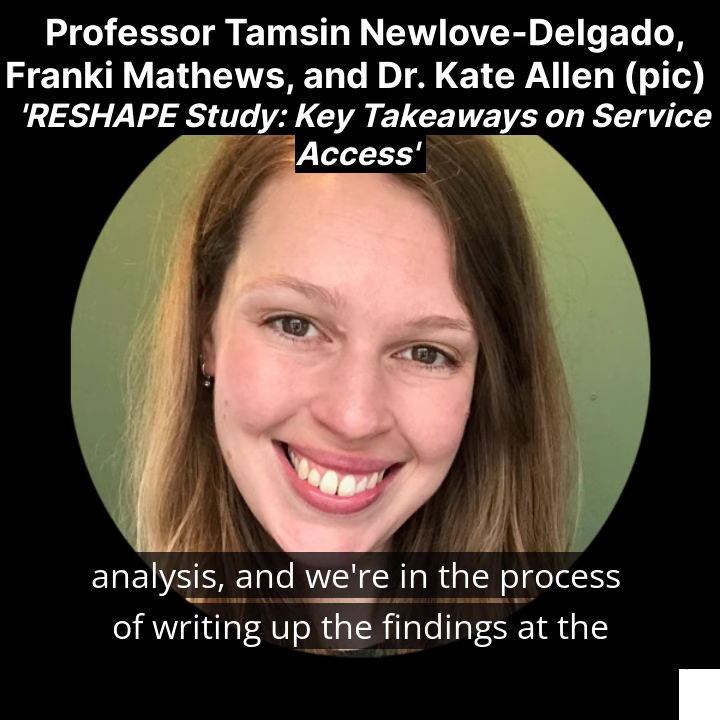 Professor Tamsin Newlove-Delgado,
Franki Mathews, and Dr. Kate Allen (pic)
'RESHAPE Study: Key Takeaways on Service
Access'
analysis, and we're in the process
of writing up the findings at the